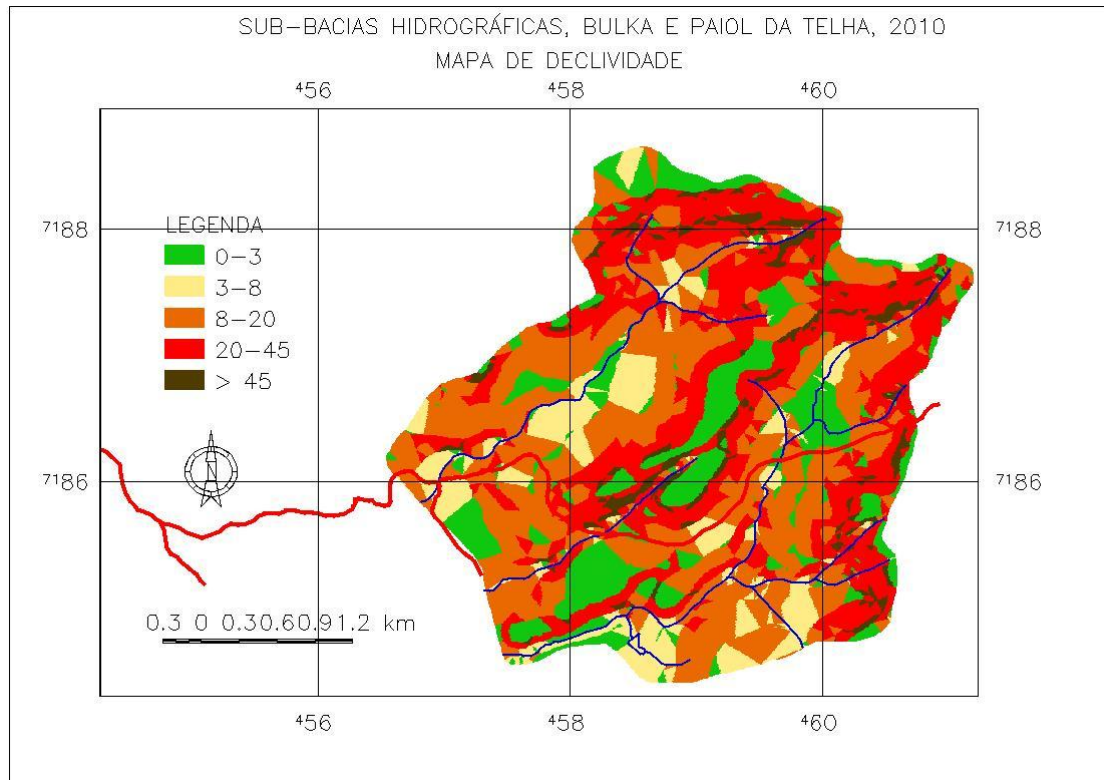 SUB-BACIAS HIDROGRÁFICAS, BULKA E PAIOL DA TELHA, 2010
MAPA DE DECLIVIDADE
456 458 460
7188 7188
LEGENDA
0-3
3-8
8-20
20-45
> 45
N
7186 7186
0.3 0 0.30.60.91.2 km
456 458 460